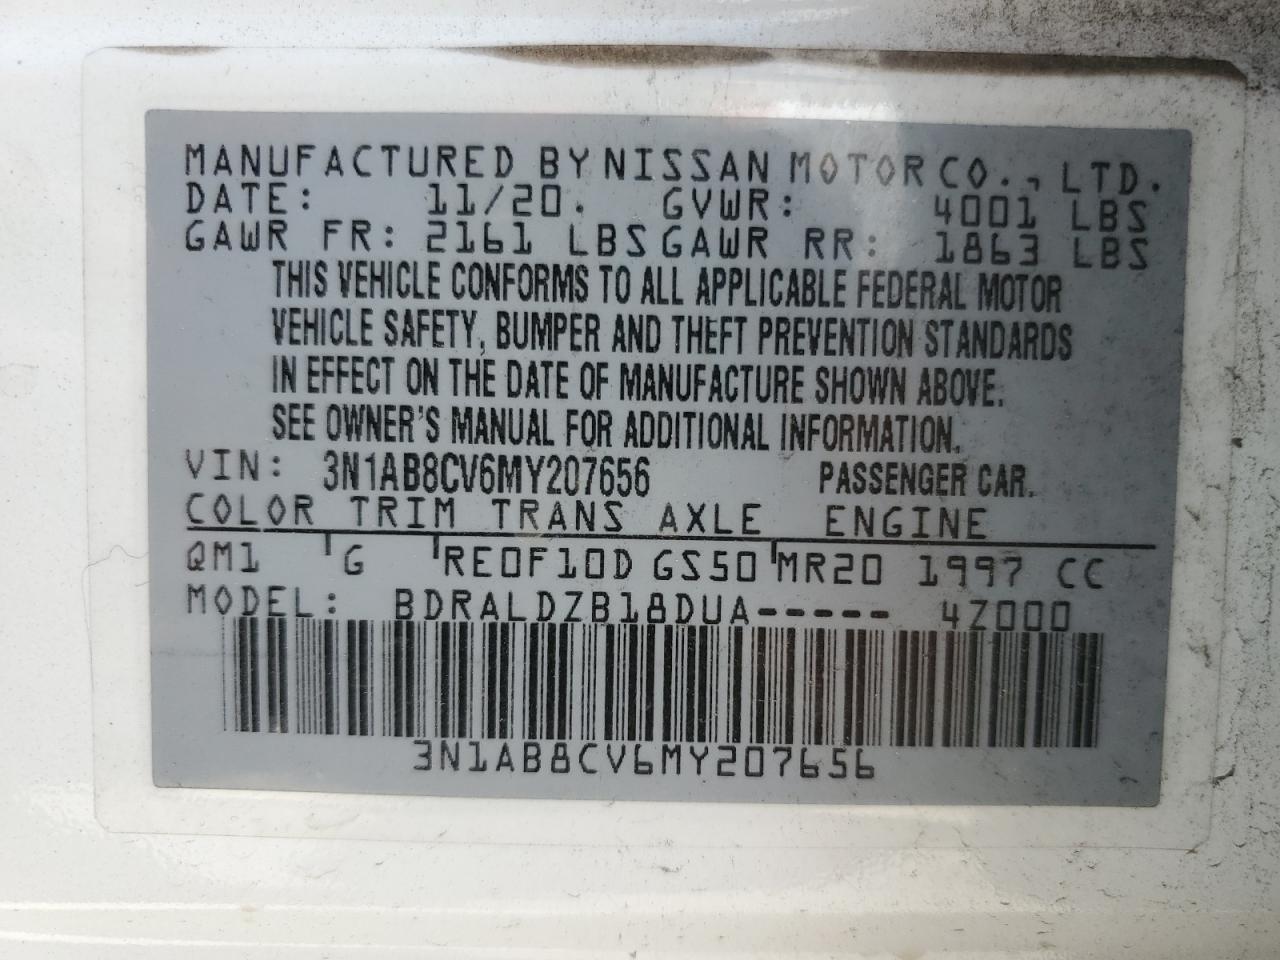 MANUFACTURED BY NISSAN MOTOR CO., LTD.
DATE: 11/20. GVWR: 4001 LBS
GAWR FR: 2161 LBS GAWR RR: 1863 LBS
THIS VEHICLE CONFORMS TO ALL APPLICABLE FEDERAL MOTOR
VEHICLE SAFETY, BUMPER AND THEFT PREVENTION STANDARDS
IN EFFECT ON THE DATE OF MANUFACTURE SHOWN ABOVE.
SEE OWNER'S MANUAL FOR ADDITIONAL INFORMATION.
VIN: 3N1AB8CV6MY207656 PASSENGER CAR.
COLOR TRIM TRANS AXLE ENGINE
QM1 G RE0F10D GS50 MR20 1997 CC
MODEL: BDRALDZB18DUA----- 4Z000
3N1AB8CV6MY207656